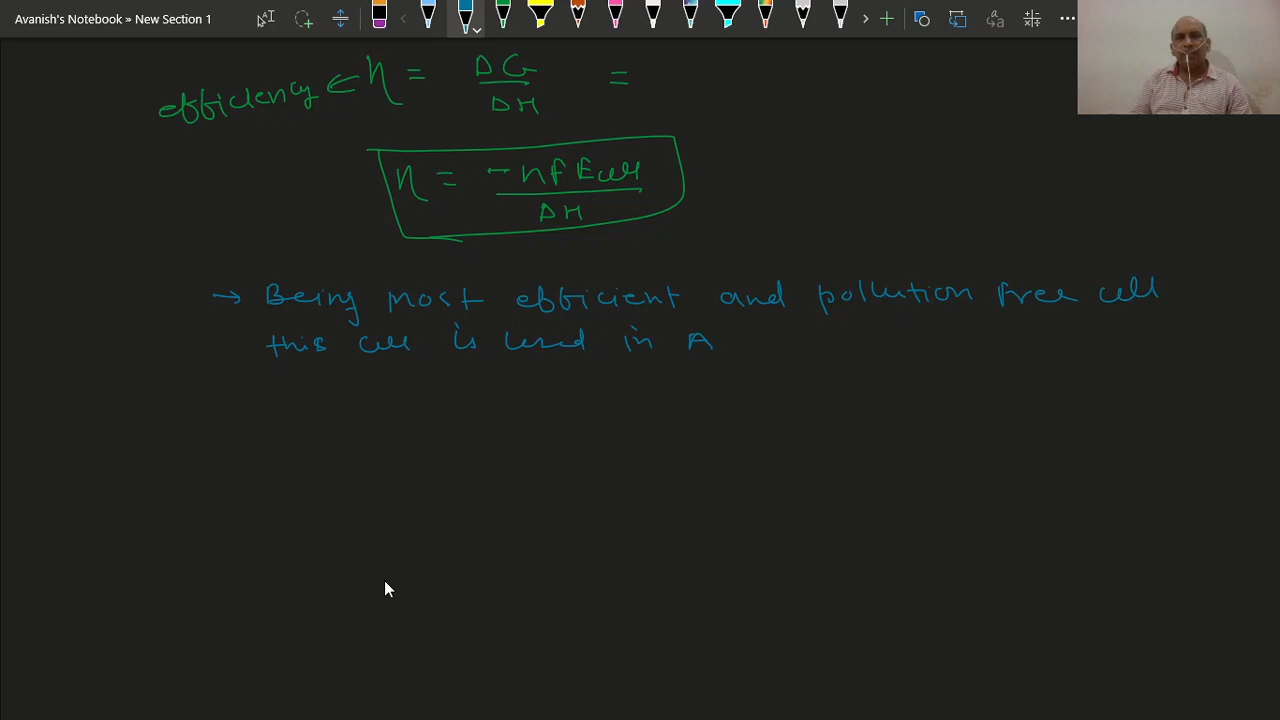 Avanish's Notebook » New Section 1
efficiency ← η = ΔG / ΔH =
η = -nFEcell / ΔH
→ Being most efficient and pollution free cell
this cell is used in A